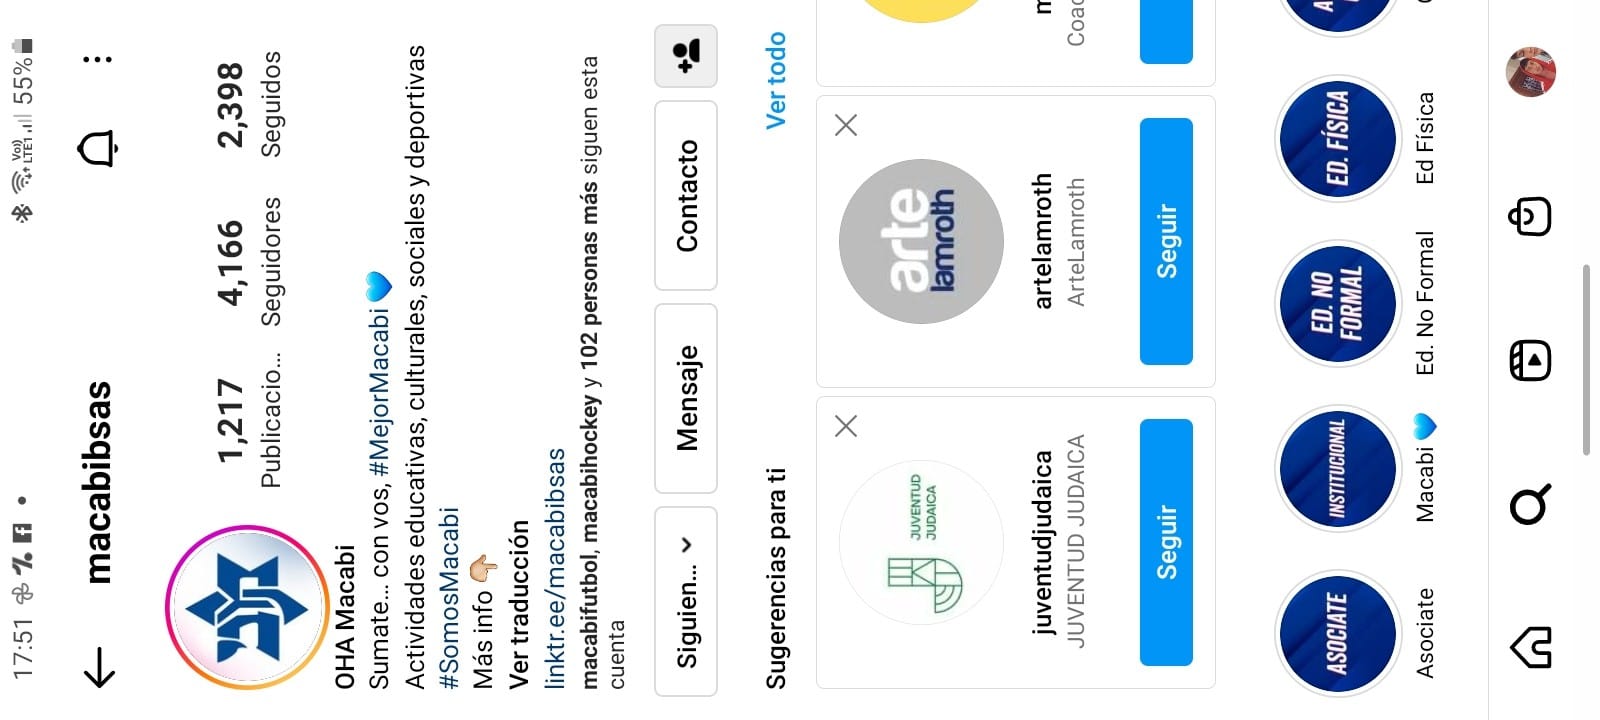 17:51
55%
macabibsas
1,217
4,166
2,398
Publicacio...
Seguidores
Seguidos
OHA Macabi
Sumate... con vos, #MejorMacabi 💙
Actividades educativas, culturales, sociales y deportivas
#SomosMacabi
Más info 👇🏼
Ver traducción
linktr.ee/macabibsas
macabifutbol, macabihockey y 102 personas más siguen esta
cuenta
Siguien...
Mensaje
Contacto
Sugerencias para ti
Ver todo
JUVENTUD
JUDAICA
juventudjudaica
JUVENTUD JUDAICA
Seguir
arte
lamroth
artelamroth
ArteLamroth
Seguir
Coac
ASOCIATE
INSTITUCIONAL
ED. NO
FORMAL
ED. FÍSICA
Asociate
Macabi 💙
Ed. No Formal
Ed Física